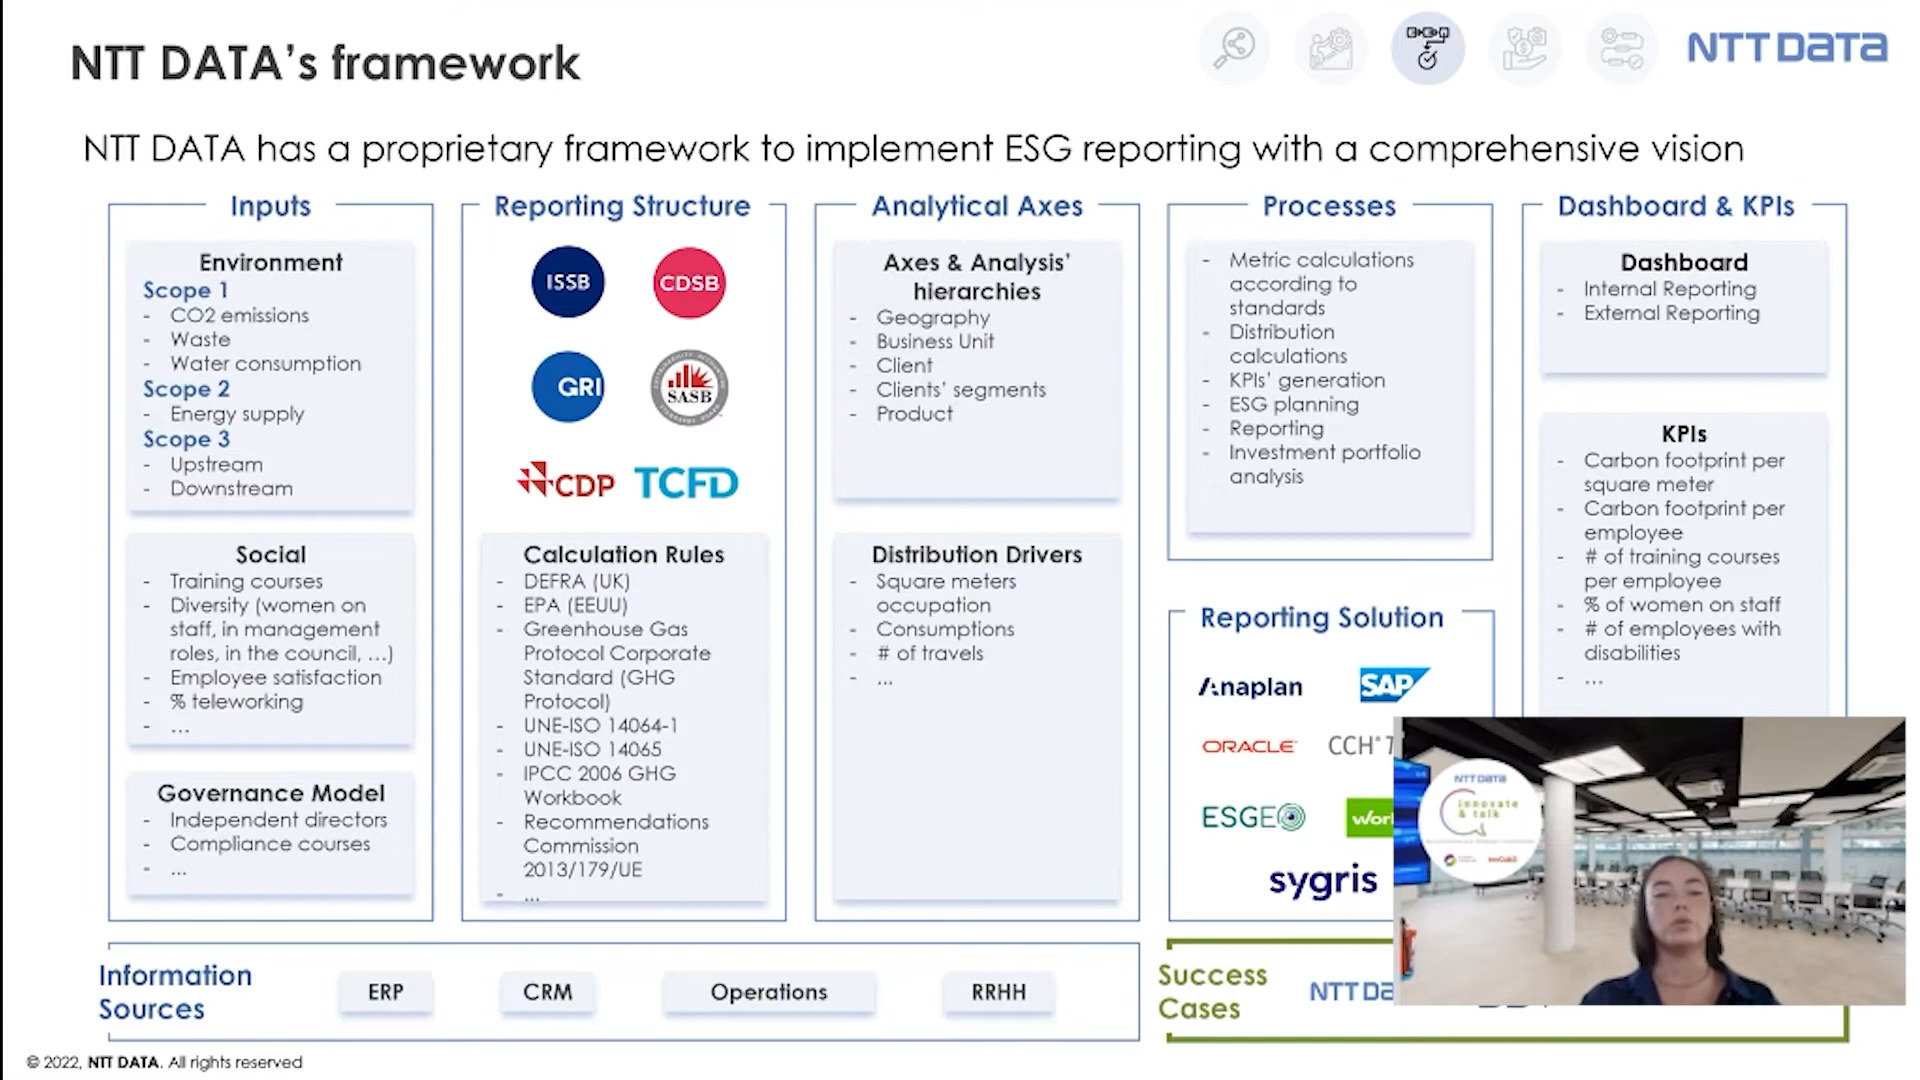 NTT DATA's framework
NTT DATA
NTT DATA has a proprietary framework to implement ESG reporting with a comprehensive vision
Inputs
Environment
Scope 1
- CO2 emissions
- Waste
- Water consumption
Scope 2
- Energy supply
Scope 3
- Upstream
- Downstream
Social
- Training courses
- Diversity (women on
staff, in management
roles, in the council, ...)
- Employee satisfaction
- % teleworking
- ...
Governance Model
- Independent directors
- Compliance courses
- ...
Reporting Structure
ISSB
CDSB
GRI
SASB
CDP
TCFD
Calculation Rules
- DEFRA (UK)
- EPA (EEUU)
- Greenhouse Gas
Protocol Corporate
Standard (GHG
Protocol)
- UNE-ISO 14064-1
- UNE-ISO 14065
- IPCC 2006 GHG
Workbook
- Recommendations
Commission
2013/179/UE
- ...
Analytical Axes
Axes & Analysis'
hierarchies
- Geography
- Business Unit
- Client
- Clients' segments
- Product
Distribution Drivers
- Square meters
occupation
- Consumptions
- # of travels
- ...
Processes
- Metric calculations
according to
standards
- Distribution
calculations
- KPIs' generation
- ESG planning
- Reporting
- Investment portfolio
analysis
Reporting Solution
Anaplan
SAP
ORACLE
CCH®
ESGEO
sygris
Dashboard & KPIs
Dashboard
- Internal Reporting
- External Reporting
KPIs
- Carbon footprint per
square meter
- Carbon footprint per
employee
- # of training courses
per employee
- % of women on staff
- # of employees with
disabilities
- ...
NTT DATA
innovate
& talk
Information
Sources
ERP
CRM
Operations
RRHH
Success
Cases
NTT DA
© 2022, NTT DATA. All rights reserved